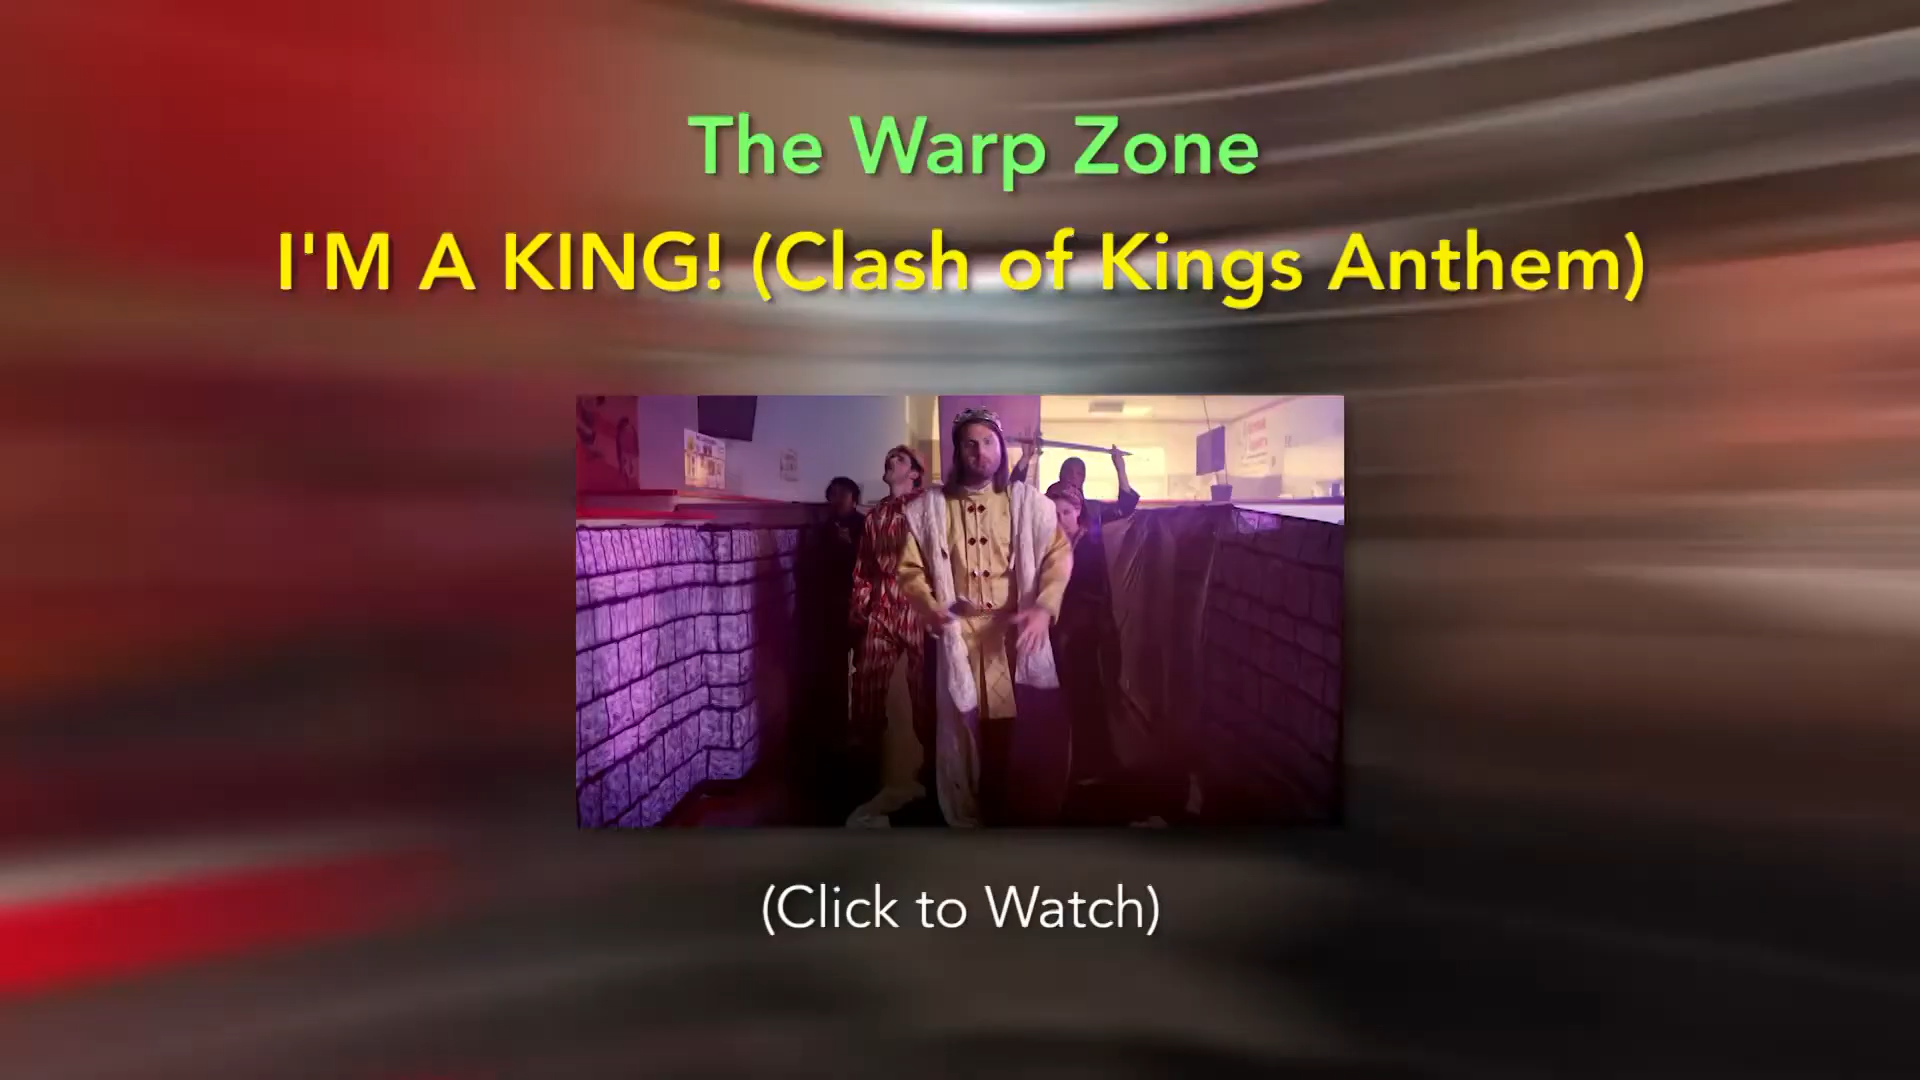 The Warp Zone
I'M A KING! (Clash of Kings Anthem)
(Click to Watch)